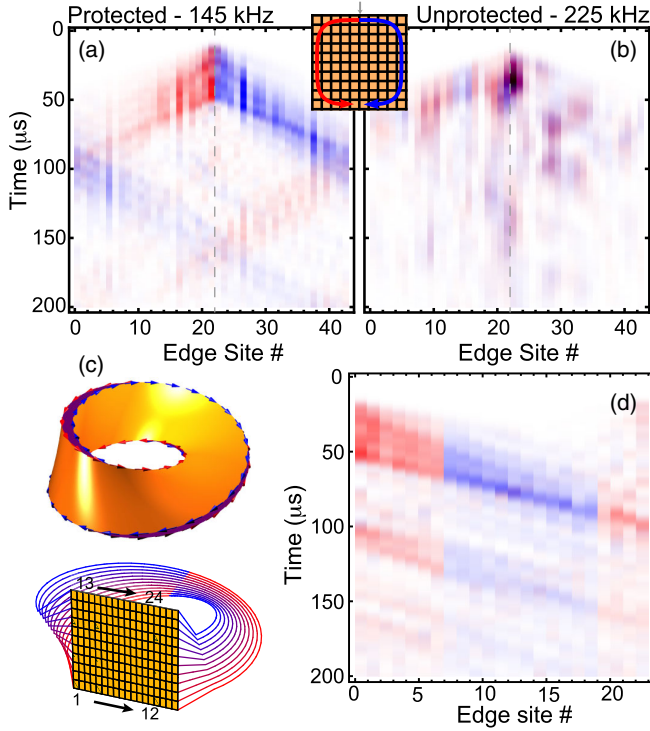 Protected - 145 kHz
Unprotected - 225 kHz
(a)
(b)
0
50
100
150
200
Time (μs)
0
10
20
30
40
Edge Site #
0
10
20
30
40
Edge Site #
(c)
13
24
1
12
(d)
0
50
100
150
200
Time (μs)
0
5
10
15
20
Edge site #